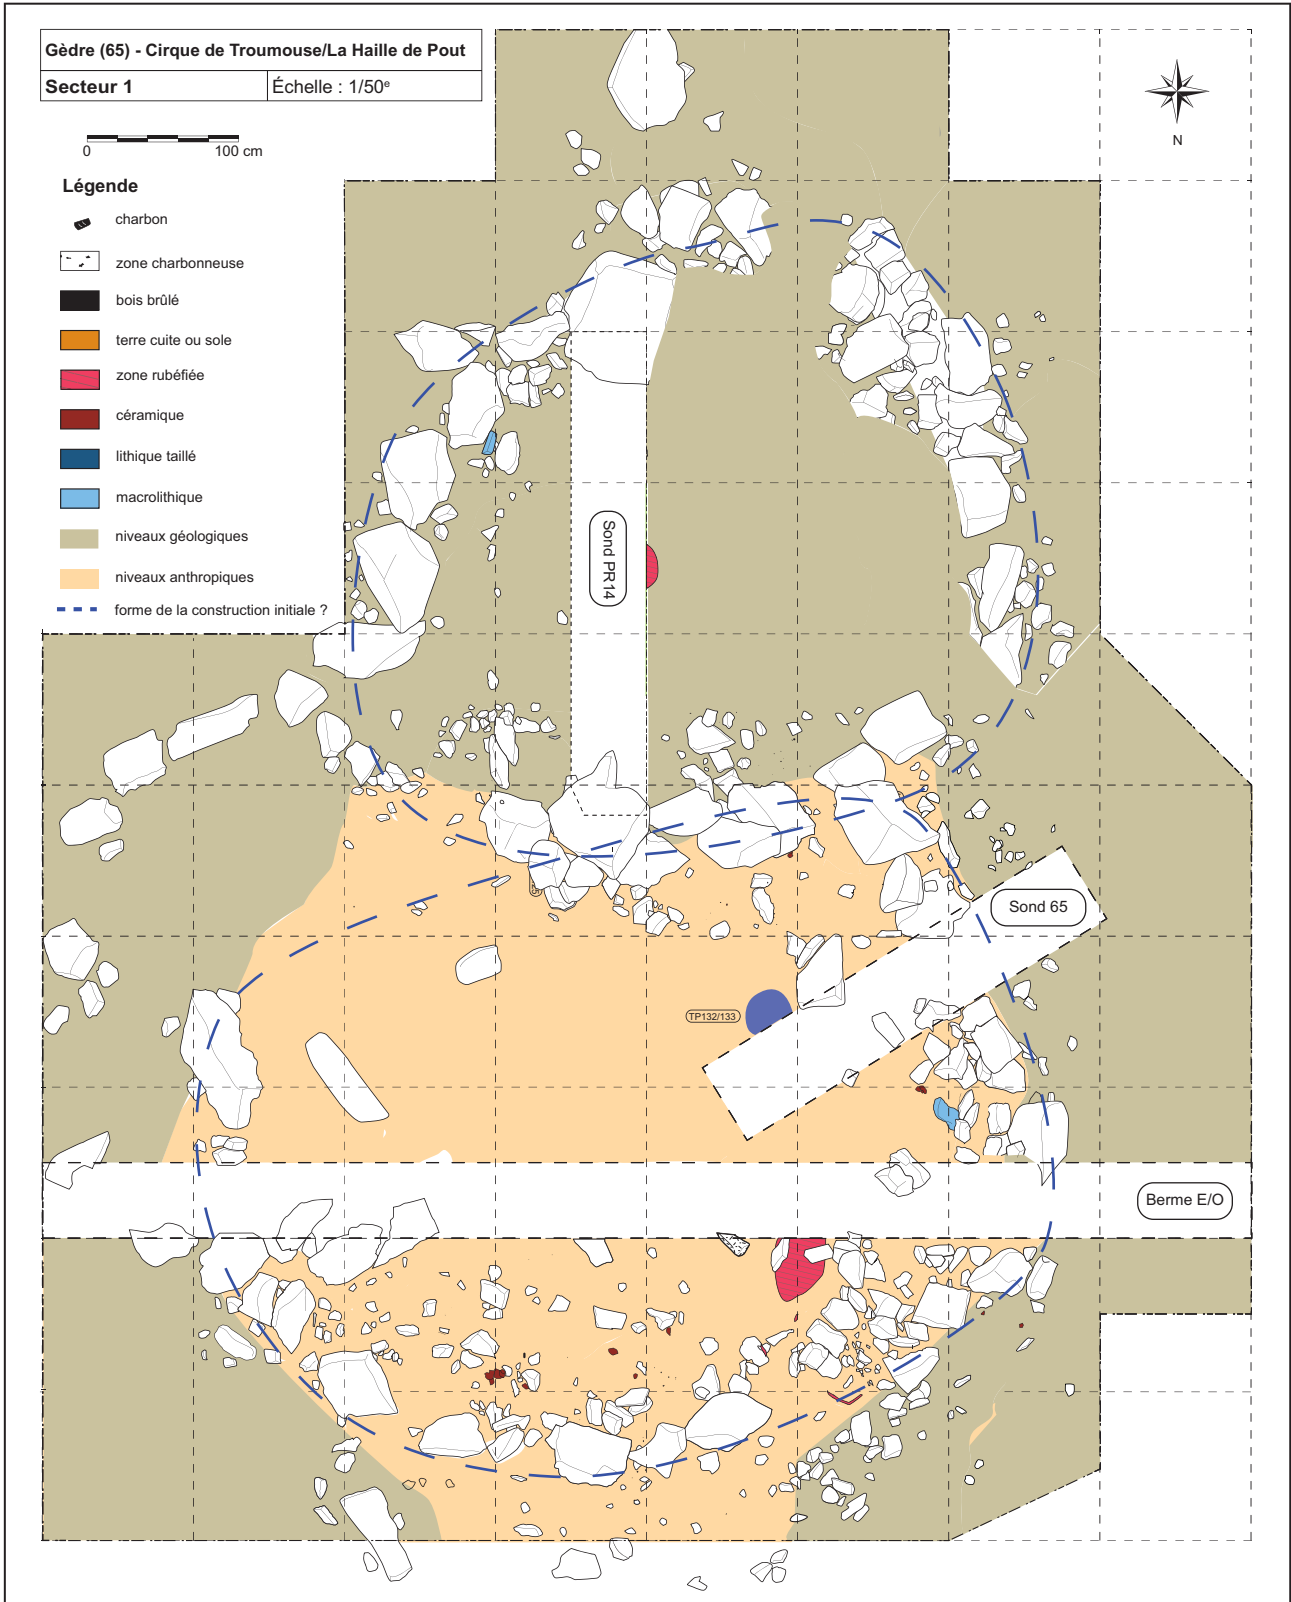 Gèdre (65) - Cirque de Troumouse/La Haille de Pout
Secteur 1
Échelle : 1/50e
N
0
100 cm
Légende
charbon
zone charbonneuse
bois brûlé
terre cuite ou sole
zone rubéfiée
céramique
lithique taillé
macrolithique
niveaux géologiques
niveaux anthropiques
forme de la construction initiale ?
Sond PR14
Sond 65
TP132/133
Berme E/O